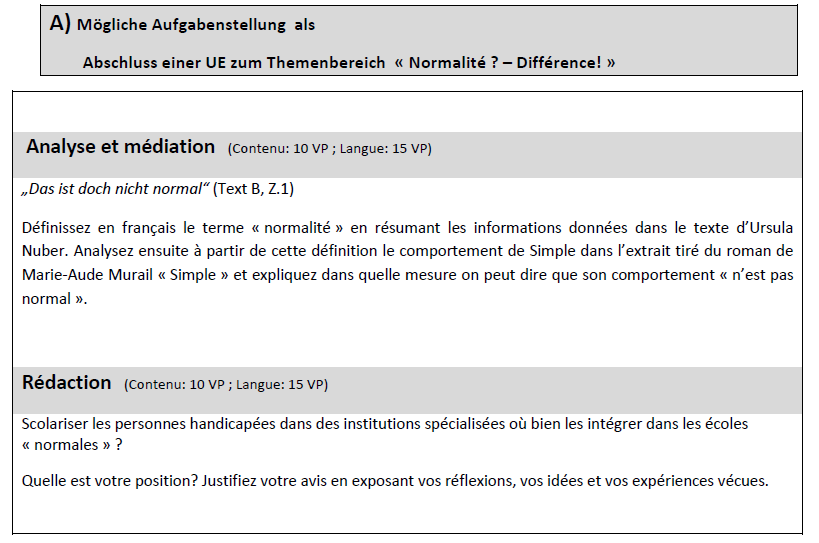 A) Mögliche Aufgabenstellung als
Abschluss einer UE zum Themenbereich « Normalité ? – Différence! »
Analyse et médiation (Contenu: 10 VP ; Langue: 15 VP)
„Das ist doch nicht normal“ (Text B, Z.1)
Définissez en français le terme « normalité » en résumant les informations données dans le texte d’Ursula
Nuber. Analysez ensuite à partir de cette définition le comportement de Simple dans l’extrait tiré du roman de
Marie-Aude Murail « Simple » et expliquez dans quelle mesure on peut dire que son comportement « n’est pas
normal ».
Rédaction (Contenu: 10 VP ; Langue: 15 VP)
Scolariser les personnes handicapées dans des institutions spécialisées où bien les intégrer dans les écoles
« normales » ?
Quelle est votre position? Justifiez votre avis en exposant vos réflexions, vos idées et vos expériences vécues.